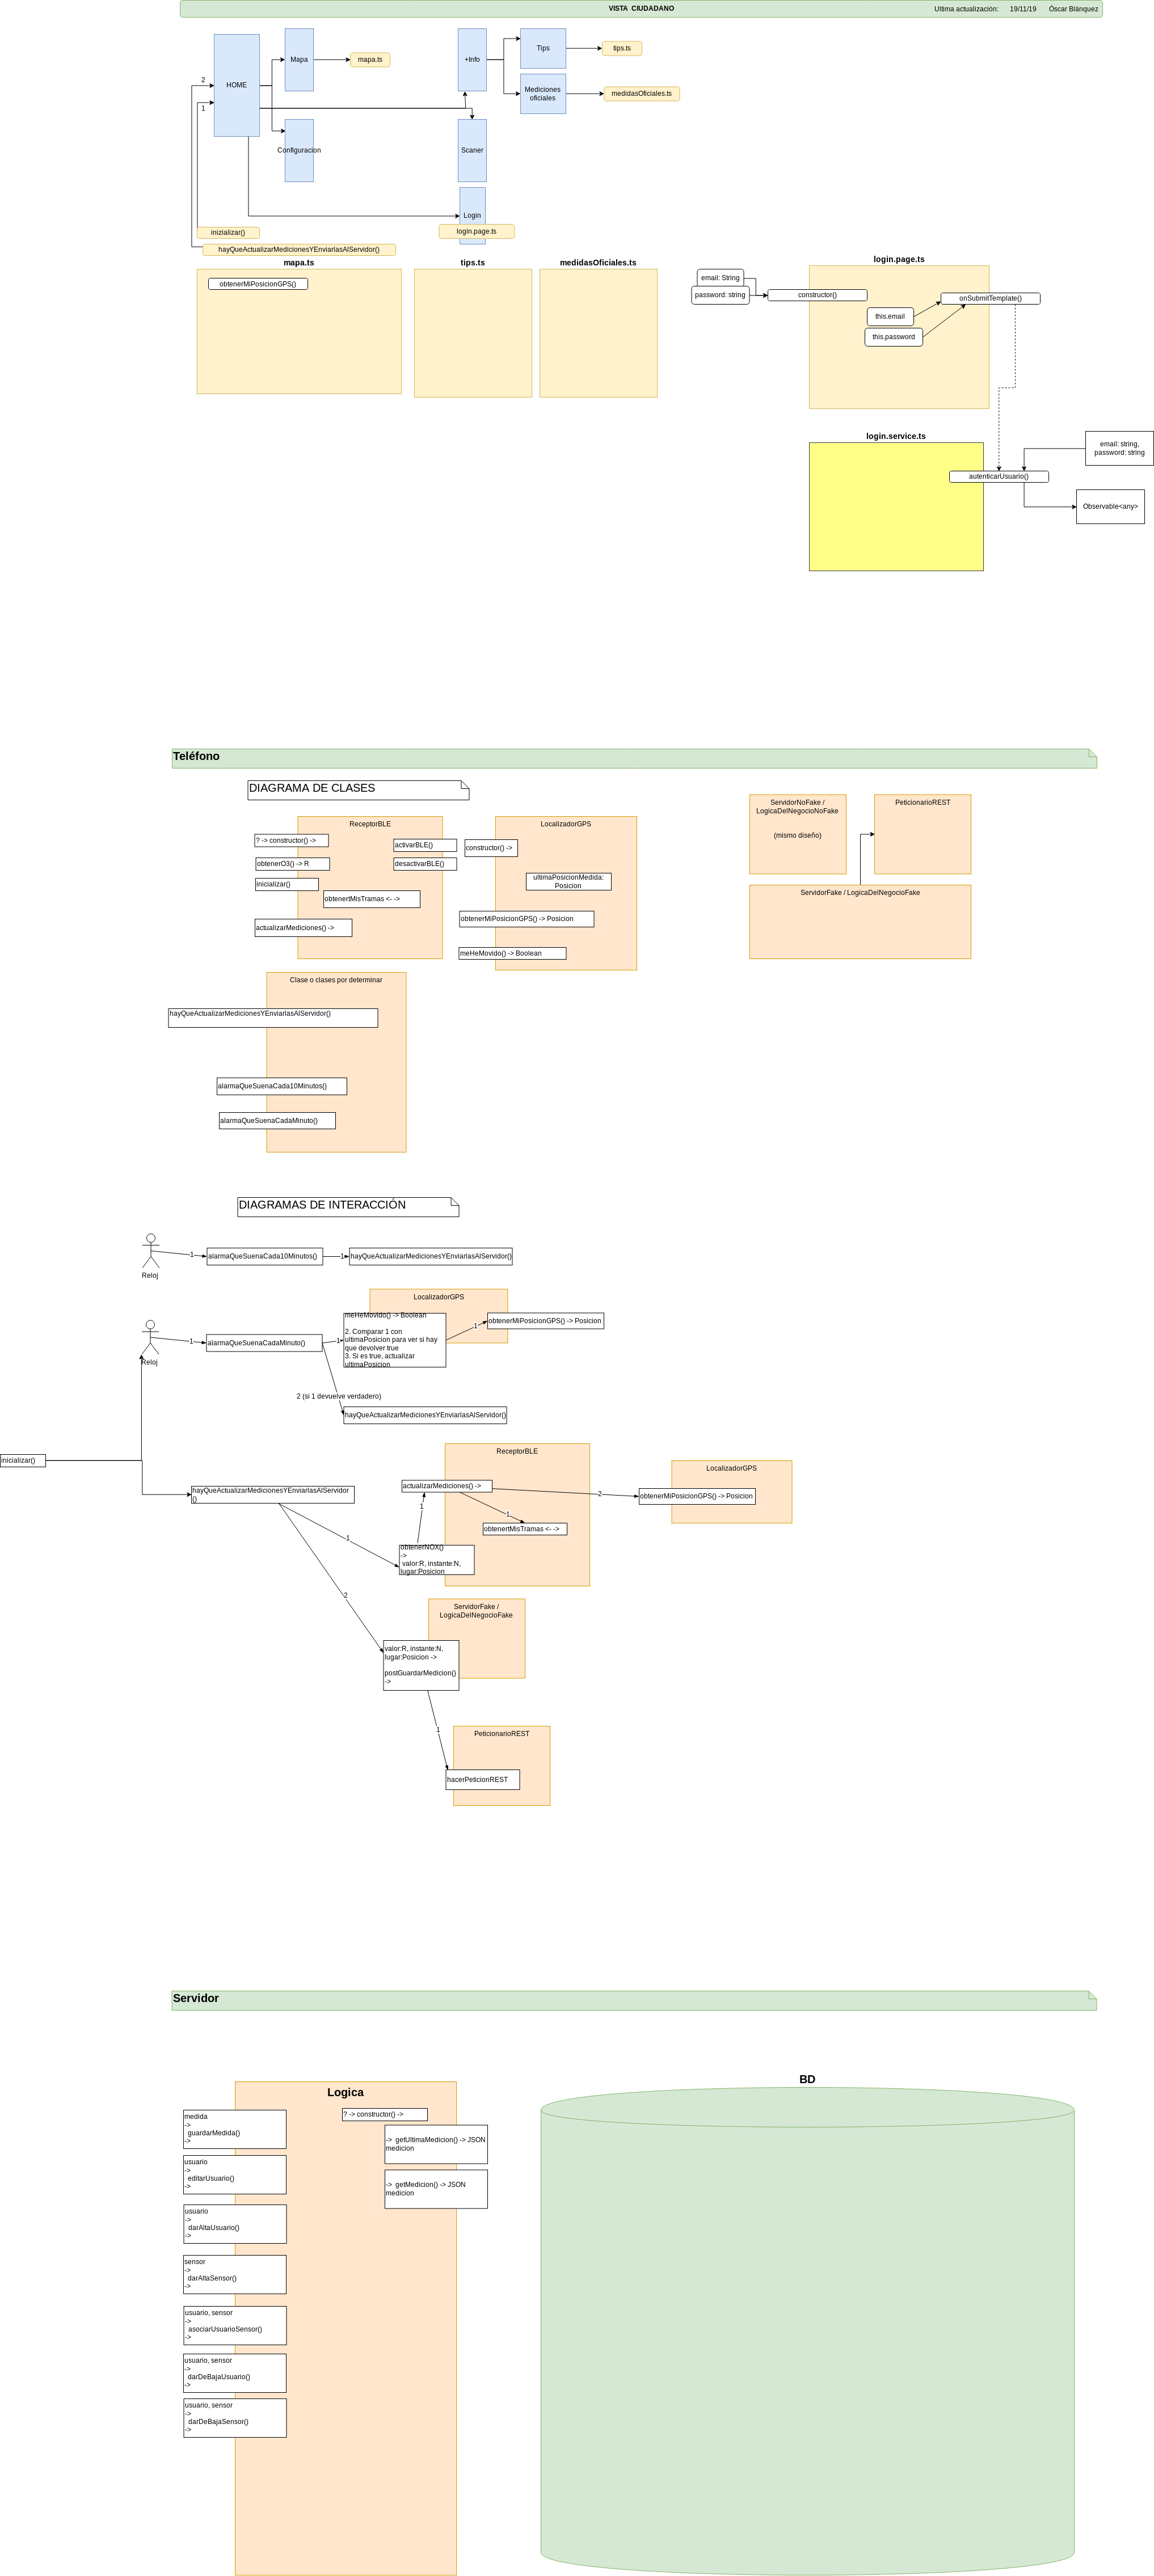 VISTA CIUDADANO
Ultima actualización: 19/11/19 Óscar Blánquez
HOME
Mapa
mapa.ts
+Info
Tips
tips.ts
Mediciones
oficiales
medidasOficiales.ts
2
1
Configuracion
Scaner
Login
login.page.ts
inizializar()
hayQueActualizarMedicionesYEnviarlasAlServidor()
mapa.ts
obtenerMiPosicionGPS()
tips.ts
medidasOficiales.ts
login.page.ts
email: String
password: string
constructor()
onSubmitTemplate()
this.email
this.password
login.service.ts
autenticarUsuario()
email: string,
password: string
Observable<any>
Teléfono
DIAGRAMA DE CLASES
ReceptorBLE
? -> constructor() ->
activarBLE()
obtenerO3() -> R
desactivarBLE()
inicializar()
obtenertMisTramas <- ->
actualizarMediciones() ->
LocalizadorGPS
constructor() ->
ultimaPosicionMedida:
Posicion
obtenerMiPosicionGPS() -> Posicion
meHeMovido() -> Boolean
ServidorNoFake /
LogicaDelNegocioNoFake
(mismo diseño)
PeticionarioREST
ServidorFake / LogicaDelNegocioFake
Clase o clases por determinar
hayQueActualizarMedicionesYEnviarlasAlServidor()
alarmaQueSuenaCada10Minutos()
alarmaQueSuenaCadaMinuto()
DIAGRAMAS DE INTERACCIÓN
Reloj
1
alarmaQueSuenaCada10Minutos()
1
hayQueActualizarMedicionesYEnviarlasAlServidor()
LocalizadorGPS
Reloj
1
alarmaQueSuenaCadaMinuto()
1
meHeMovido() -> Boolean
2. Comparar 1 con
ultimaPosicion para ver si hay
que devolver true
3. Si es true, actualizar
ultimaPosicion
1
obtenerMiPosicionGPS() -> Posicion
2 (si 1 devuelve verdadero)
hayQueActualizarMedicionesYEnviarlasAlServidor()
inicializar()
hayQueActualizarMedicionesYEnviarlasAlServidor
()
ReceptorBLE
actualizarMediciones() ->
1
1
obtenertMisTramas <- ->
2
LocalizadorGPS
obtenerMiPosicionGPS() -> Posicion
1
obtenerNOX()
->
valor:R, instante:N,
lugar:Posicion
2
ServidorFake /
LogicaDelNegocioFake
valor:R, instante:N,
lugar:Posicion ->
postGuardarMedicion()
->
1
PeticionarioREST
hacerPeticionREST
Servidor
Logica
? -> constructor() ->
medida
->
guardarMedida()
->
-> getUltimaMedicion() -> JSON
medicion
usuario
->
editarUsuario()
->
-> getMedicion() -> JSON
medicion
usuario
->
darAltaUsuario()
->
sensor
->
darAltaSensor()
->
usuario, sensor
->
asociarUsuarioSensor()
->
usuario, sensor
->
darDeBajaUsuario()
->
usuario, sensor
->
darDeBajaSensor()
->
BD